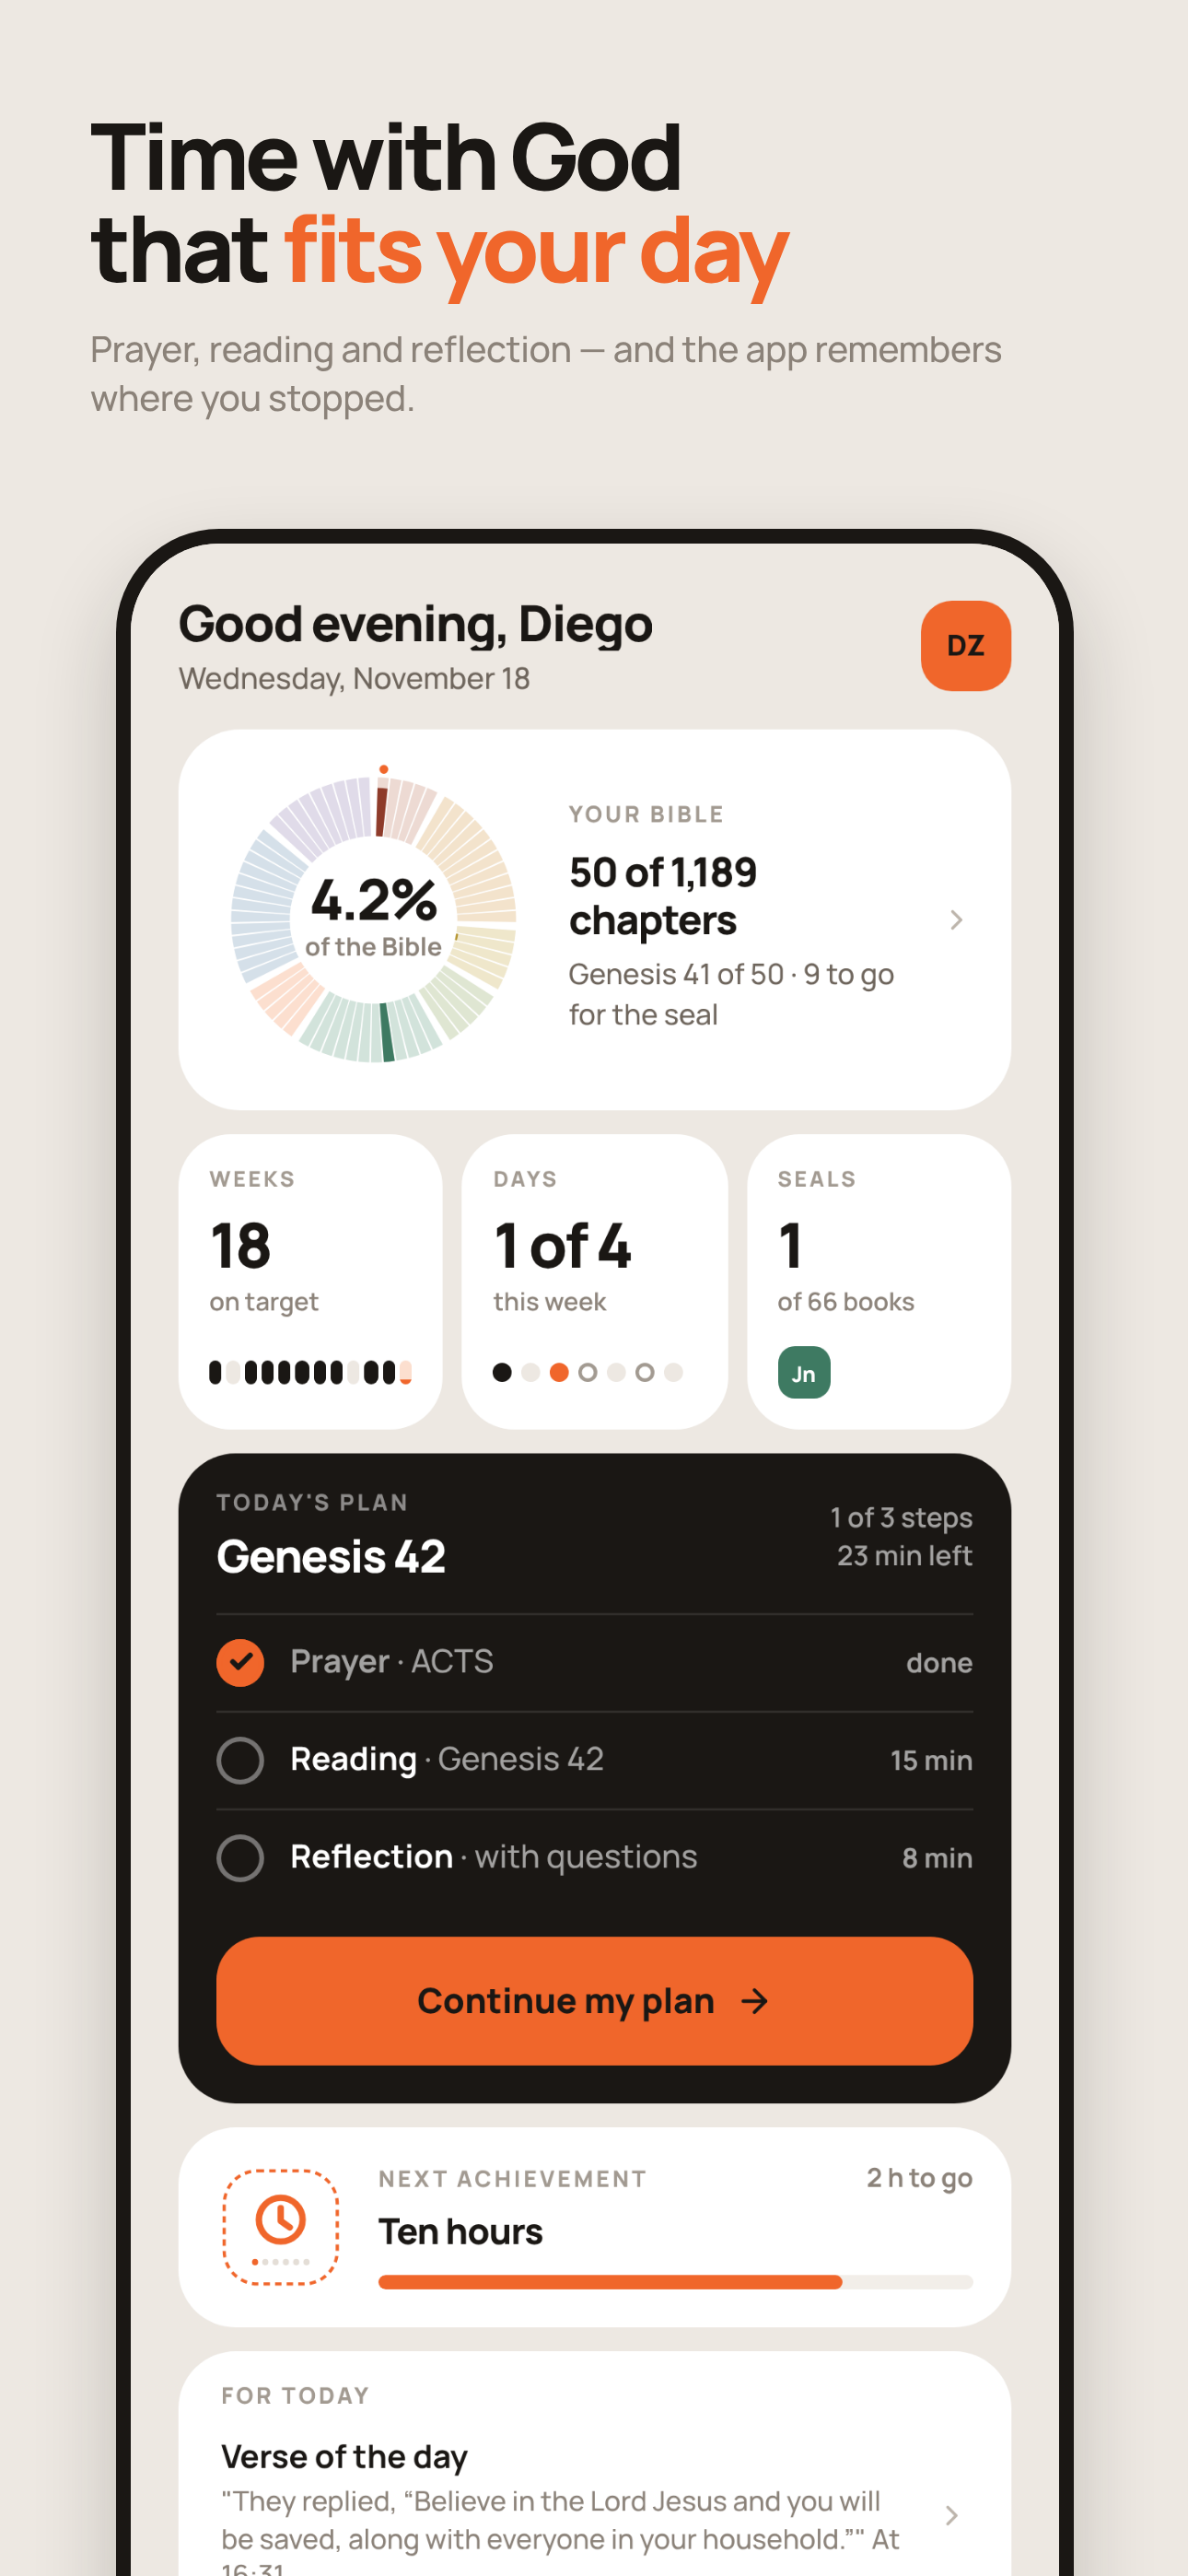 Time with God
that fits your day
Prayer, reading and reflection — and the app remembers
where you stopped.
Good evening, Diego
Wednesday, November 18
DZ
4.2%
of the Bible
YOUR BIBLE
50 of 1,189
chapters
Genesis 41 of 50 · 9 to go
for the seal
WEEKS
18
on target
DAYS
1 of 4
this week
SEALS
1
of 66 books
Jn
TODAY'S PLAN
Genesis 42
1 of 3 steps
23 min left
Prayer · ACTS
done
Reading · Genesis 42
15 min
Reflection · with questions
8 min
Continue my plan →
NEXT ACHIEVEMENT
2 h to go
Ten hours
FOR TODAY
Verse of the day
"They replied, “Believe in the Lord Jesus and you will
be saved, along with everyone in your household.”" At
16:31